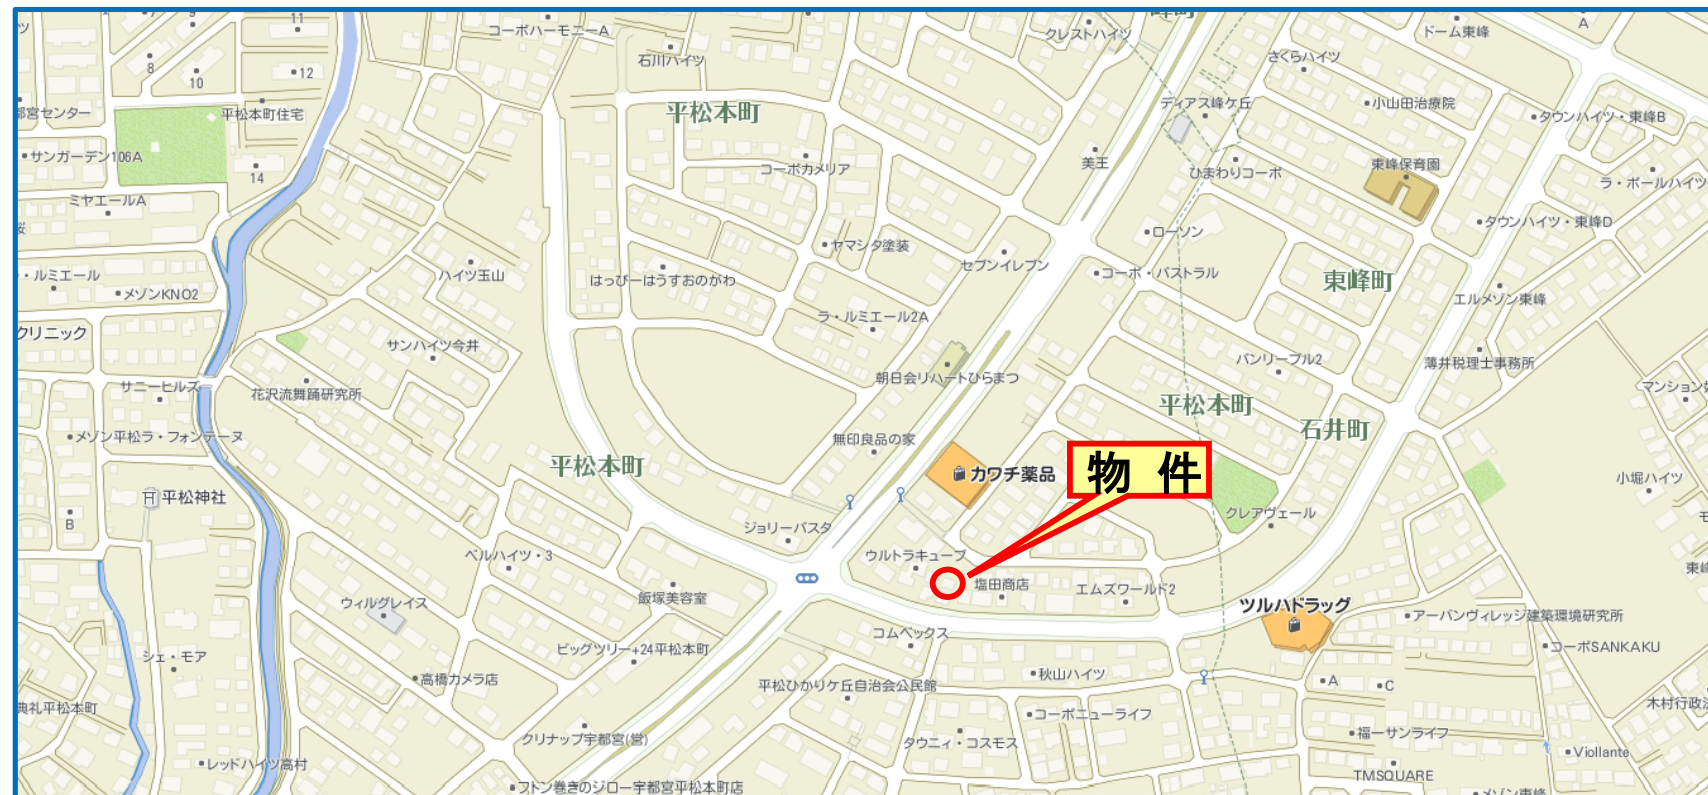 11
7
9
8
10
12
コーポハーモニーA
石川ハイツ
クレストハイツ
ドーム東峰
A
さくらハイツ
平松本町
平松本町住宅
ディアス峰ケ丘
小山田治療院
タウンハイツ・東峰B
サンガーデン106A
14
コーポカメリア
美王
ひまわりコーポ
東峰保育園
ラ・ポールハイツ
ミヤエールA
ヤマシタ塗装
ローソン
タウンハイツ・東峰D
・ルミエール
メゾンKNO2
ハイツ玉山
はっぴーはうすおのがわ
セブンイレブン
コーポ・パストラル
東峰町
エルメゾン東峰
クリニック
サンハイツ今井
ラ・ルミエール2A
サニーヒルズ
花沢流舞踊研究所
朝日会リハートひらまつ
パンリーブル2
薄井税理士事務所
平松本町
石井町
メゾン平松ラ・フォンテーヌ
無印良品の家
平松本町
カワチ薬品
物 件
小堀ハイツ
平松神社
B
ジョリーパスタ
クレアヴェール
ベルハイツ・3
ウルトラキューブ
塩田商店
エムズワールド2
ウィルグレイス
飯塚美容室
ツルハドラッグ
アーバンヴィレッジ建築環境研究所
コムペックス
シェ・モア
ビッグツリー+24平松本町
コーポSANKAKU
高橋カメラ店
平松ひかりケ丘自治会公民館
秋山ハイツ
A
C
典礼平松本町
コーポニューライフ
クリナップ宇都宮(営)
タウニィ・コスモス
福一サンライフ
レッドハイツ高村
Viollante
TMSQUARE
フトン巻きのジロー宇都宮平松本町店
メゾン東峰